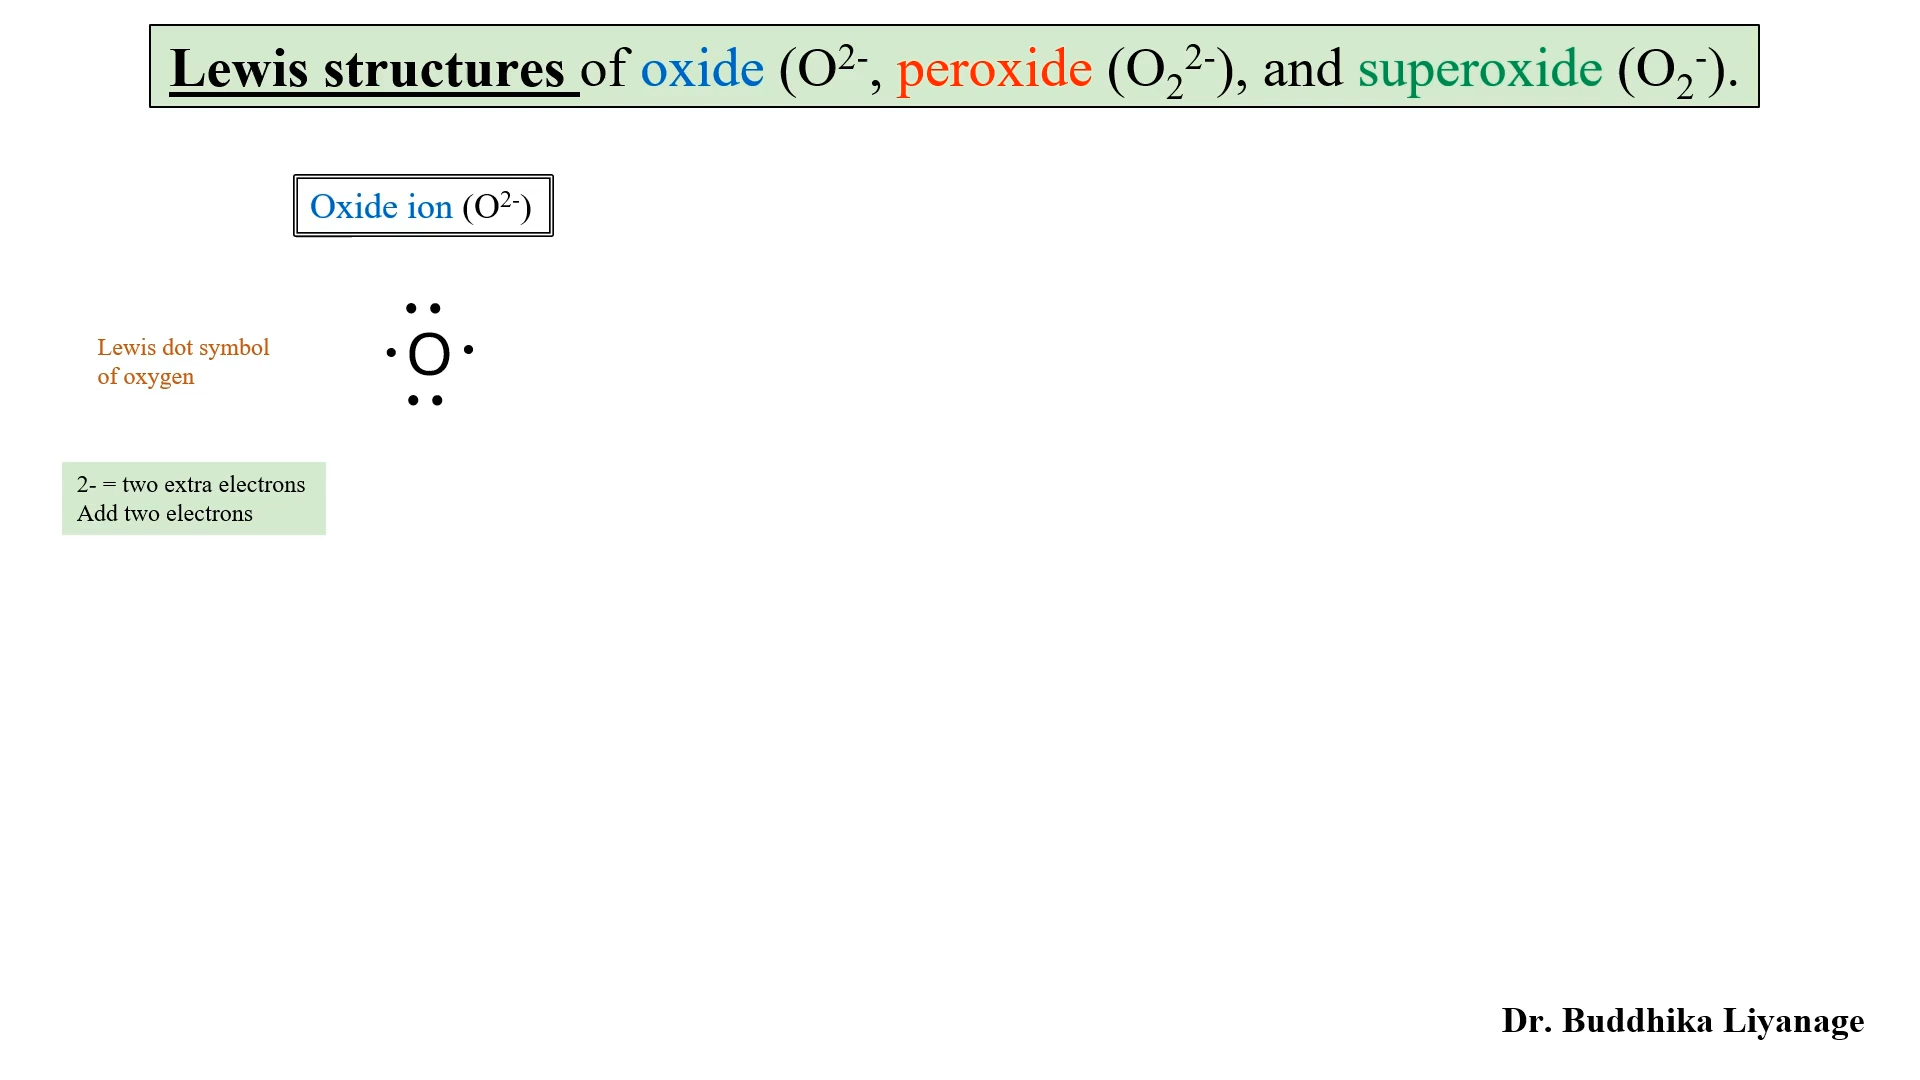 Lewis structures of oxide (O²⁻, peroxide (O₂²⁻), and superoxide (O₂⁻).
Oxide ion (O²⁻)
Lewis dot symbol
of oxygen
O
2- = two extra electrons
Add two electrons
Dr. Buddhika Liyanage